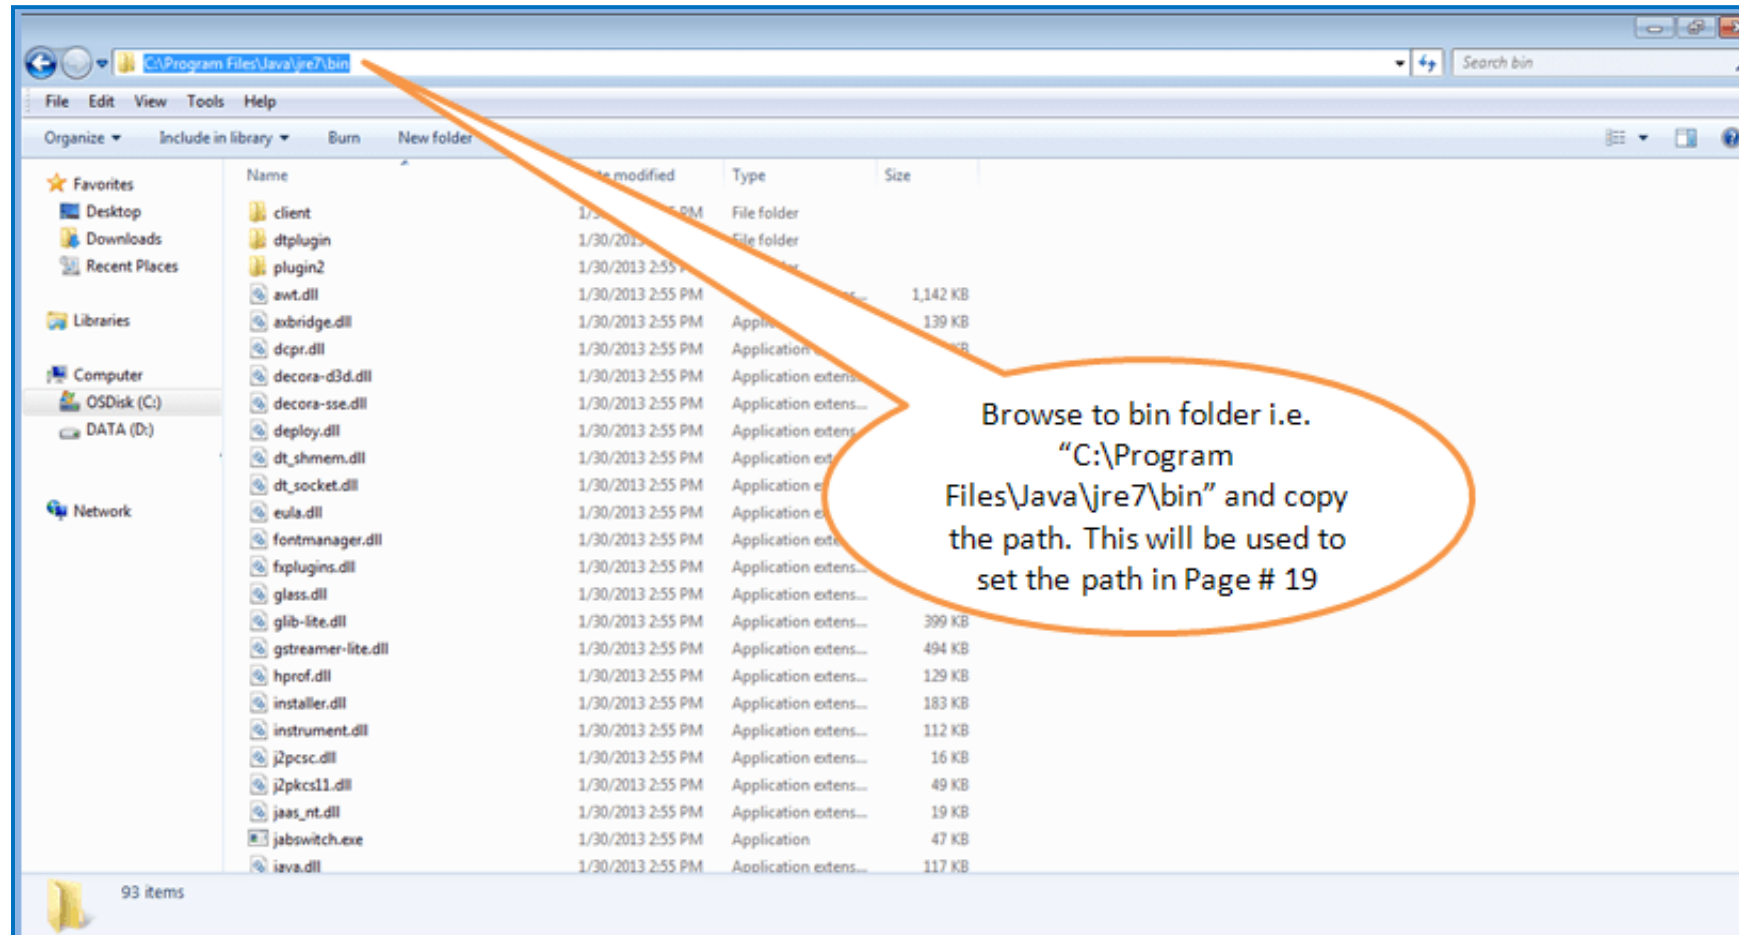 C:\Program Files\Java\jre7\bin
Search bin
File Edit View Tools Help
Organize Include in library Burn New folder
Name modified Type Size
Favorites
Desktop
Downloads
Recent Places
Libraries
Computer
OSDisk (C:)
DATA (D:)
Network
client PM File folder
dtplugin 1/30/2013 File folder
plugin2 1/30/2013 2:55
awt.dll 1/30/2013 2:55 PM 1,142 KB
axbridge.dll 1/30/2013 2:55 PM 139 KB
dcpr.dll 1/30/2013 2:55 PM Application KB
decora-d3d.dll 1/30/2013 2:55 PM Application extens
decora-sse.dll 1/30/2013 2:55 PM Application extens...
deploy.dll 1/30/2013 2:55 PM Application extens
dt_shmem.dll 1/30/2013 2:55 PM Application
dt_socket.dll 1/30/2013 2:55 PM Application
eula.dll 1/30/2013 2:55 PM Application
fontmanager.dll 1/30/2013 2:55 PM Application
fxplugins.dll 1/30/2013 2:55 PM Application extens...
glass.dll 1/30/2013 2:55 PM Application extens...
glib-lite.dll 1/30/2013 2:55 PM Application extens... 399 KB
gstreamer-lite.dll 1/30/2013 2:55 PM Application extens... 494 KB
hprof.dll 1/30/2013 2:55 PM Application extens... 129 KB
installer.dll 1/30/2013 2:55 PM Application extens... 183 KB
instrument.dll 1/30/2013 2:55 PM Application extens... 112 KB
j2pcsc.dll 1/30/2013 2:55 PM Application extens... 16 KB
j2pkcs11.dll 1/30/2013 2:55 PM Application extens... 49 KB
jaas_nt.dll 1/30/2013 2:55 PM Application extens... 19 KB
jabswitch.exe 1/30/2013 2:55 PM Application 47 KB
java.dll 1/30/2013 2:55 PM Application extens... 117 KB
Browse to bin folder i.e.
“C:\Program
Files\Java\jre7\bin” and copy
the path. This will be used to
set the path in Page # 19
93 items